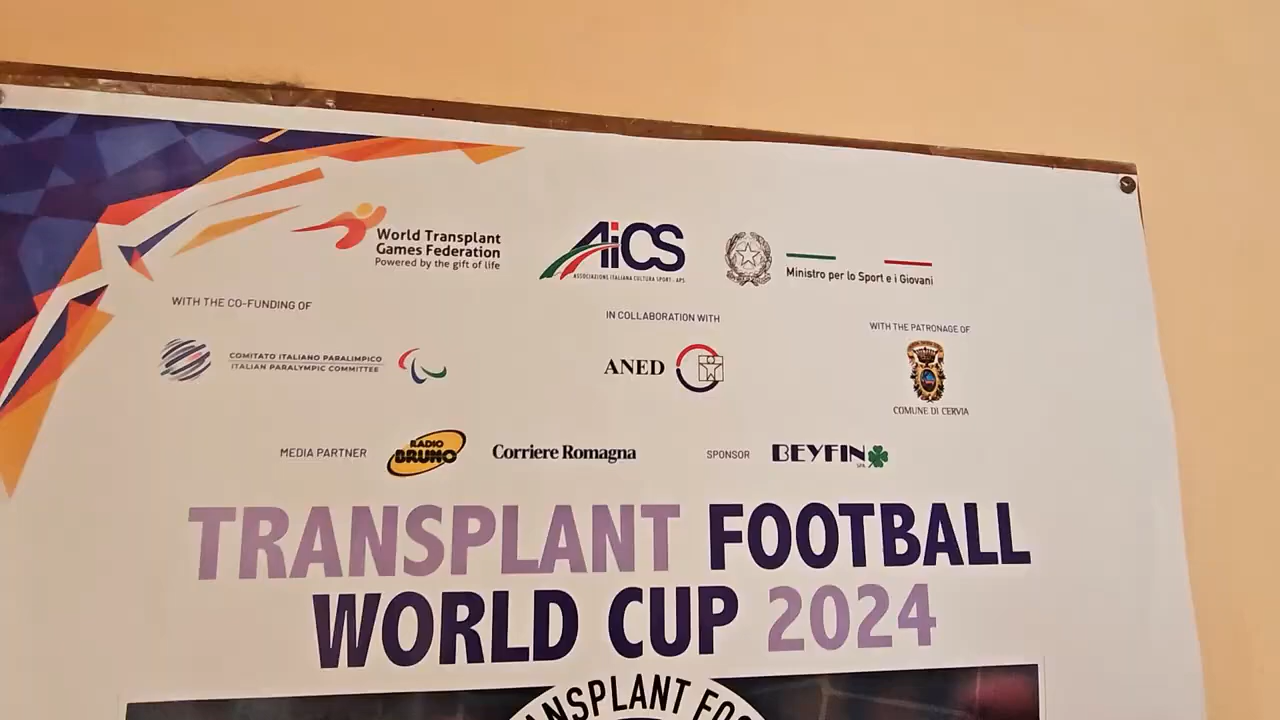 World Transplant
Games Federation
Powered by the gift of life
AiCS
ASSOCIAZIONE ITALIANA CULTURA SPORT - APS
Ministro per lo Sport e i Giovani
WITH THE CO-FUNDING OF
IN COLLABORATION WITH
WITH THE PATRONAGE OF
COMITATO ITALIANO PARALIMPICO
ITALIAN PARALYMPIC COMMITTEE
ANED
COMUNE DI CERVIA
MEDIA PARTNER
RADIO
BRUNO
Corriere Romagna
SPONSOR
BEYFIN
SPA
TRANSPLANT FOOTBALL
WORLD CUP 2024
ANSPLANT FOO